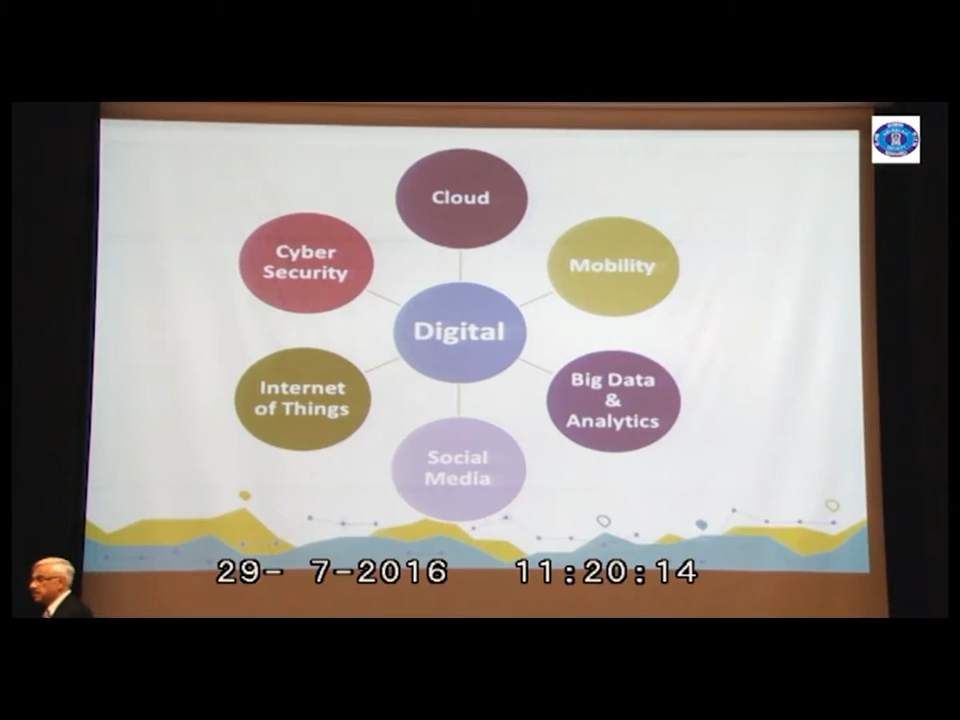 Cloud
Cyber
Security
Mobility
Digital
Internet
of Things
Big Data
&
Analytics
Social
Media
29- 7-2016 11:20:14